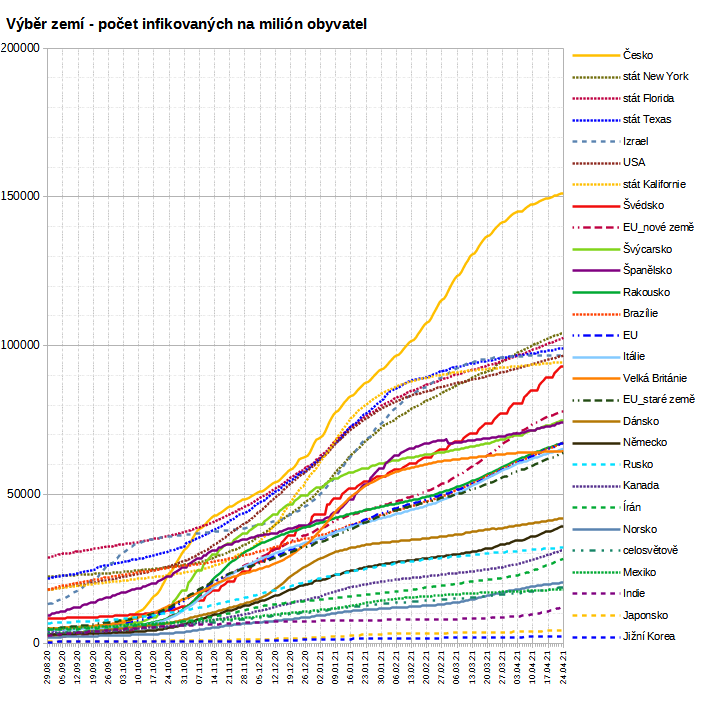 Výběr zemí - počet infikovaných na milión obyvatel
200000
150000
100000
50000
0
Česko
stát New York
stát Florida
stát Texas
Izrael
USA
stát Kalifornie
Švédsko
EU_nové země
Švýcarsko
Španělsko
Rakousko
Brazílie
EU
Itálie
Velká Británie
EU_staré země
Dánsko
Německo
Rusko
Kanada
Írán
Norsko
celosvětově
Mexiko
Indie
Japonsko
Jižní Korea
29.08.20
05.09.20
12.09.20
19.09.20
26.09.20
03.10.20
10.10.20
17.10.20
24.10.20
31.10.20
07.11.20
14.11.20
21.11.20
28.11.20
05.12.20
12.12.20
19.12.20
26.12.20
02.01.21
09.01.21
16.01.21
23.01.21
30.01.21
06.02.21
13.02.21
20.02.21
27.02.21
06.03.21
13.03.21
20.03.21
27.03.21
03.04.21
10.04.21
17.04.21
24.04.21